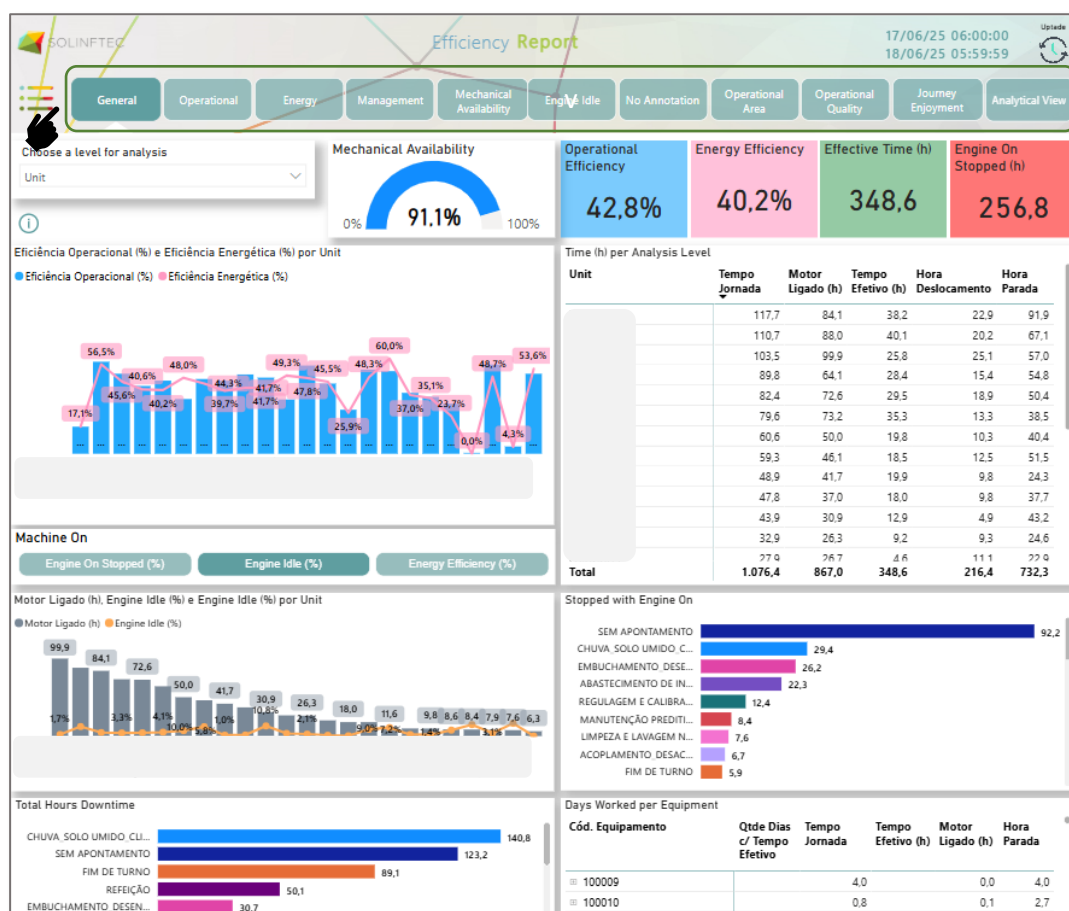 SOLINFTEC
Efficiency Report
17/06/25 06:00:00
18/06/25 05:59:59
Uptade
General
Operational
Energy
Management
Mechanical
Availability
Engine Idle
No Annotation
Operational
Area
Operational
Quality
Journey
Enjoyment
Analytical View
Choose a level for analysis
Unit
Mechanical Availability
0%
91,1%
100%
Operational
Efficiency
42,8%
Energy Efficiency
40,2%
Effective Time (h)
348,6
Engine On
Stopped (h)
256,8
Eficiência Operacional (%) e Eficiência Energética (%) por Unit
Eficiência Operacional (%) Eficiência Energética (%)
17,1%
56,5%
45,6%
40,6%
40,2%
48,0%
39,7%
44,3%
41,7%
41,7%
49,3%
47,8%
45,5%
25,9%
48,3%
60,0%
37,0%
35,1%
23,7%
0,0%
48,7%
4,3%
53,6%
Time (h) per Analysis Level
Unit Tempo Jornada Motor Ligado (h) Tempo Efetivo (h) Hora Deslocamento Hora Parada
117,7 84,1 38,2 22,9 91,9
110,7 88,0 40,1 20,2 67,1
103,5 99,9 25,8 25,1 57,0
89,8 64,1 28,4 15,4 54,8
82,4 72,6 29,5 18,9 50,4
79,6 73,2 35,3 13,3 38,5
60,6 50,0 19,8 10,3 40,4
59,3 46,1 18,5 12,5 51,5
48,9 41,7 19,9 9,8 24,3
47,8 37,0 18,0 9,8 37,7
43,9 30,9 12,9 4,9 43,2
32,9 26,3 9,2 9,3 24,6
27,9 26,7 4,6 11,1 22,9
Total 1.076,4 867,0 348,6 216,4 732,3
Machine On
Engine On Stopped (%)
Engine Idle (%)
Energy Efficiency (%)
Motor Ligado (h), Engine Idle (%) e Engine Idle (%) por Unit
Motor Ligado (h) Engine Idle (%)
99,9
84,1
72,6
50,0
41,7
30,9
26,3
18,0
11,6
9,8
8,6
8,4
7,9
7,6
6,3
1,7%
3,3%
4,1%
10,0%
5,8%
1,0%
10,8%
2,1%
9,0%
7,2%
1,4%
3,1%
Stopped with Engine On
SEM APONTAMENTO 92,2
CHUVA_SOLO UMIDO_C... 29,4
EMBUCHAMENTO_DESE... 26,2
ABASTECIMENTO DE IN... 22,3
REGULAGEM E CALIBRA... 12,4
MANUTENÇÃO PREDITI... 8,4
LIMPEZA E LAVAGEM N... 7,6
ACOPLAMENTO_DESAC... 6,7
FIM DE TURNO 5,9
Total Hours Downtime
CHUVA_SOLO UMIDO_CLI... 140,8
SEM APONTAMENTO 123,2
FIM DE TURNO 89,1
REFEIÇÃO 50,1
EMBUCHAMENTO_DESEN... 30,7
Days Worked per Equipment
Cód. Equipamento Qtde Dias c/ Tempo Efetivo Tempo Jornada Tempo Efetivo (h) Motor Ligado (h) Hora Parada
100009 4,0 0,0 4,0
100010 0,8 0,1 2,7